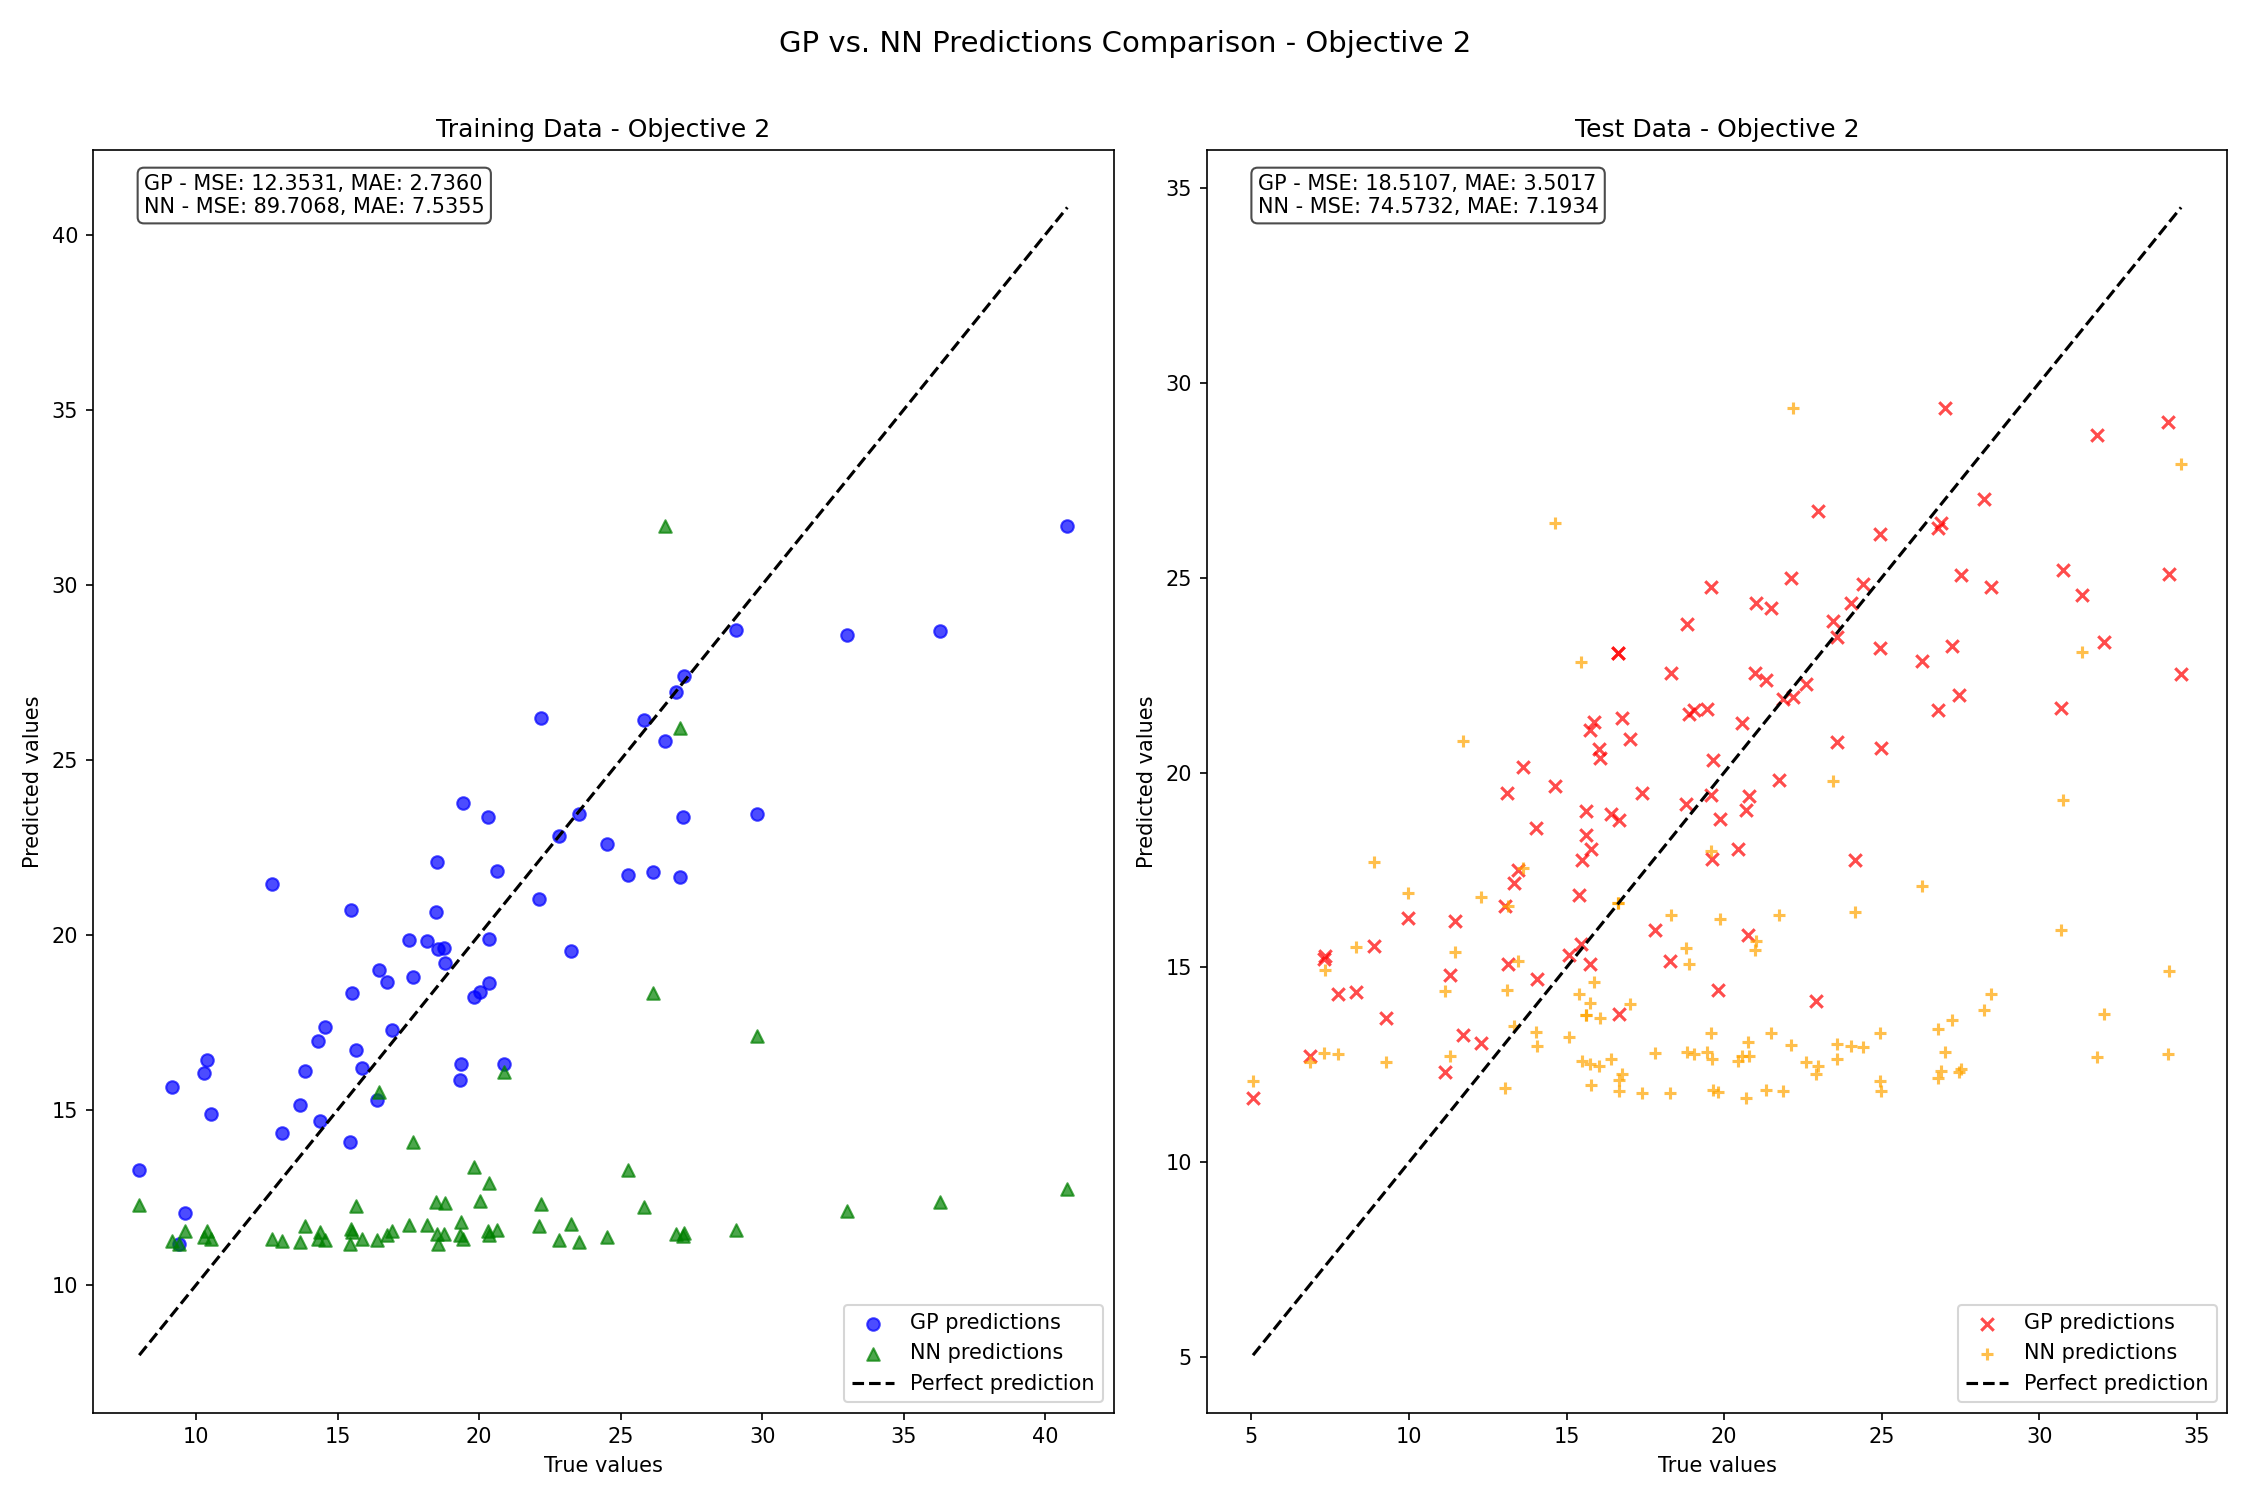 GP vs. NN Predictions Comparison - Objective 2
Training Data - Objective 2
GP - MSE: 12.3531, MAE: 2.7360
NN - MSE: 89.7068, MAE: 7.5355
40
35
30
25
20
15
10
Predicted values
10 15 20 25 30 35 40
True values
GP predictions
NN predictions
Perfect prediction
Test Data - Objective 2
GP - MSE: 18.5107, MAE: 3.5017
NN - MSE: 74.5732, MAE: 7.1934
35
30
25
20
15
10
5
Predicted values
5 10 15 20 25 30 35
True values
GP predictions
NN predictions
Perfect prediction